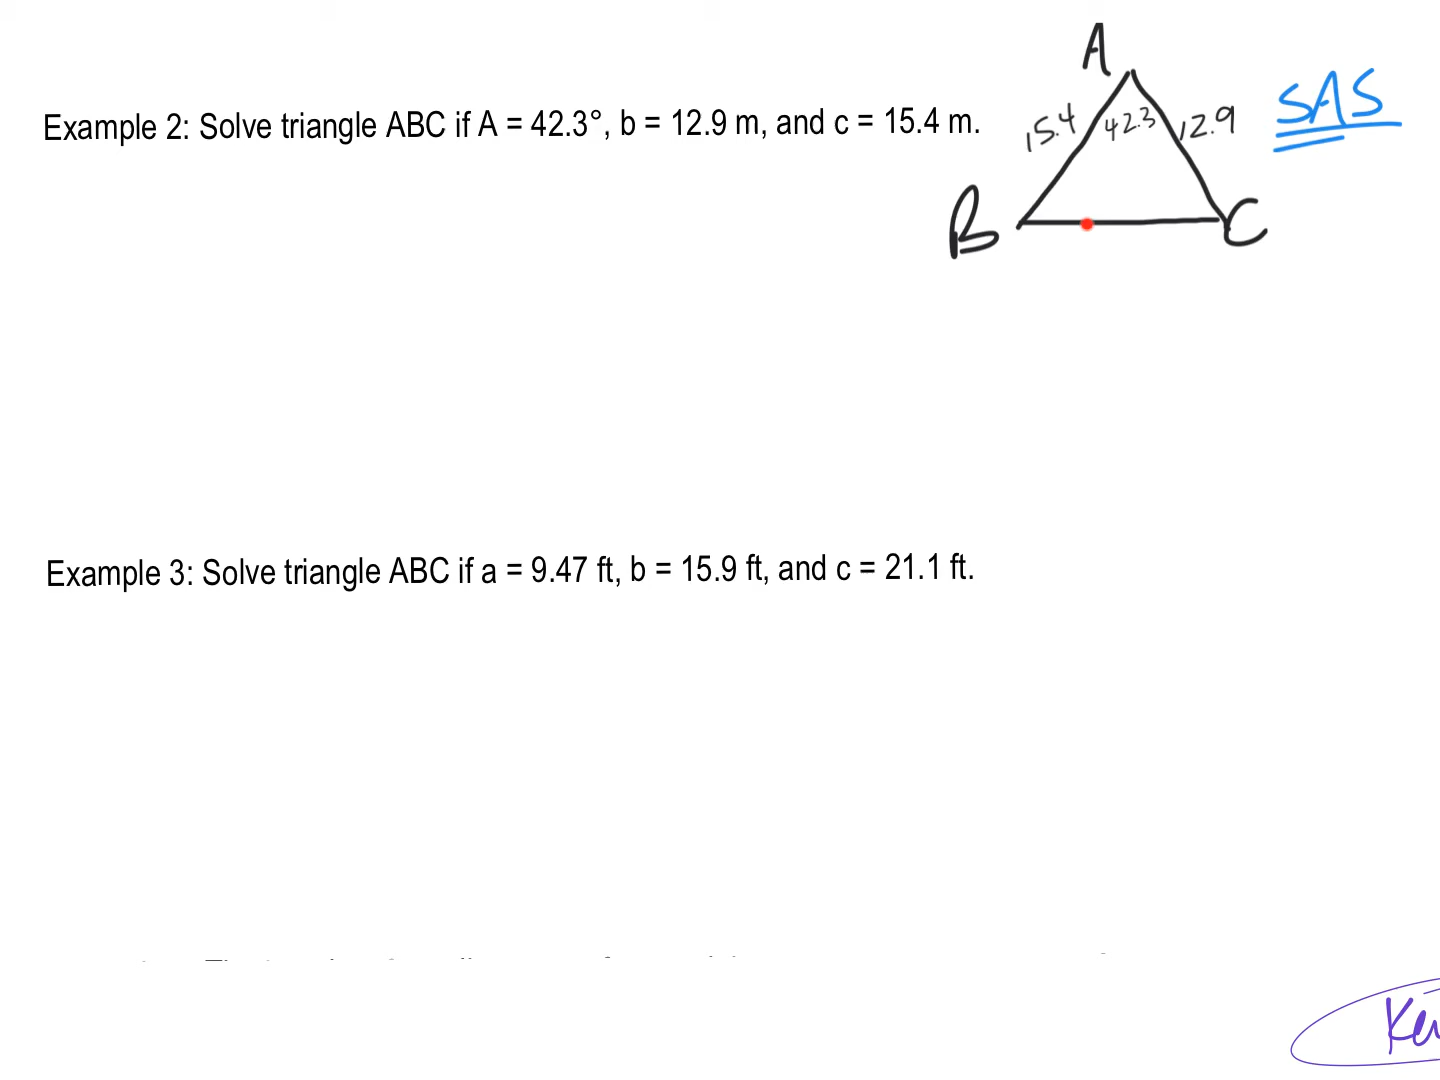 A
Example 2: Solve triangle ABC if A = 42.3°, b = 12.9 m, and c = 15.4 m.
15.4 42.3 12.9
SAS
B C
Example 3: Solve triangle ABC if a = 9.47 ft, b = 15.9 ft, and c = 21.1 ft.